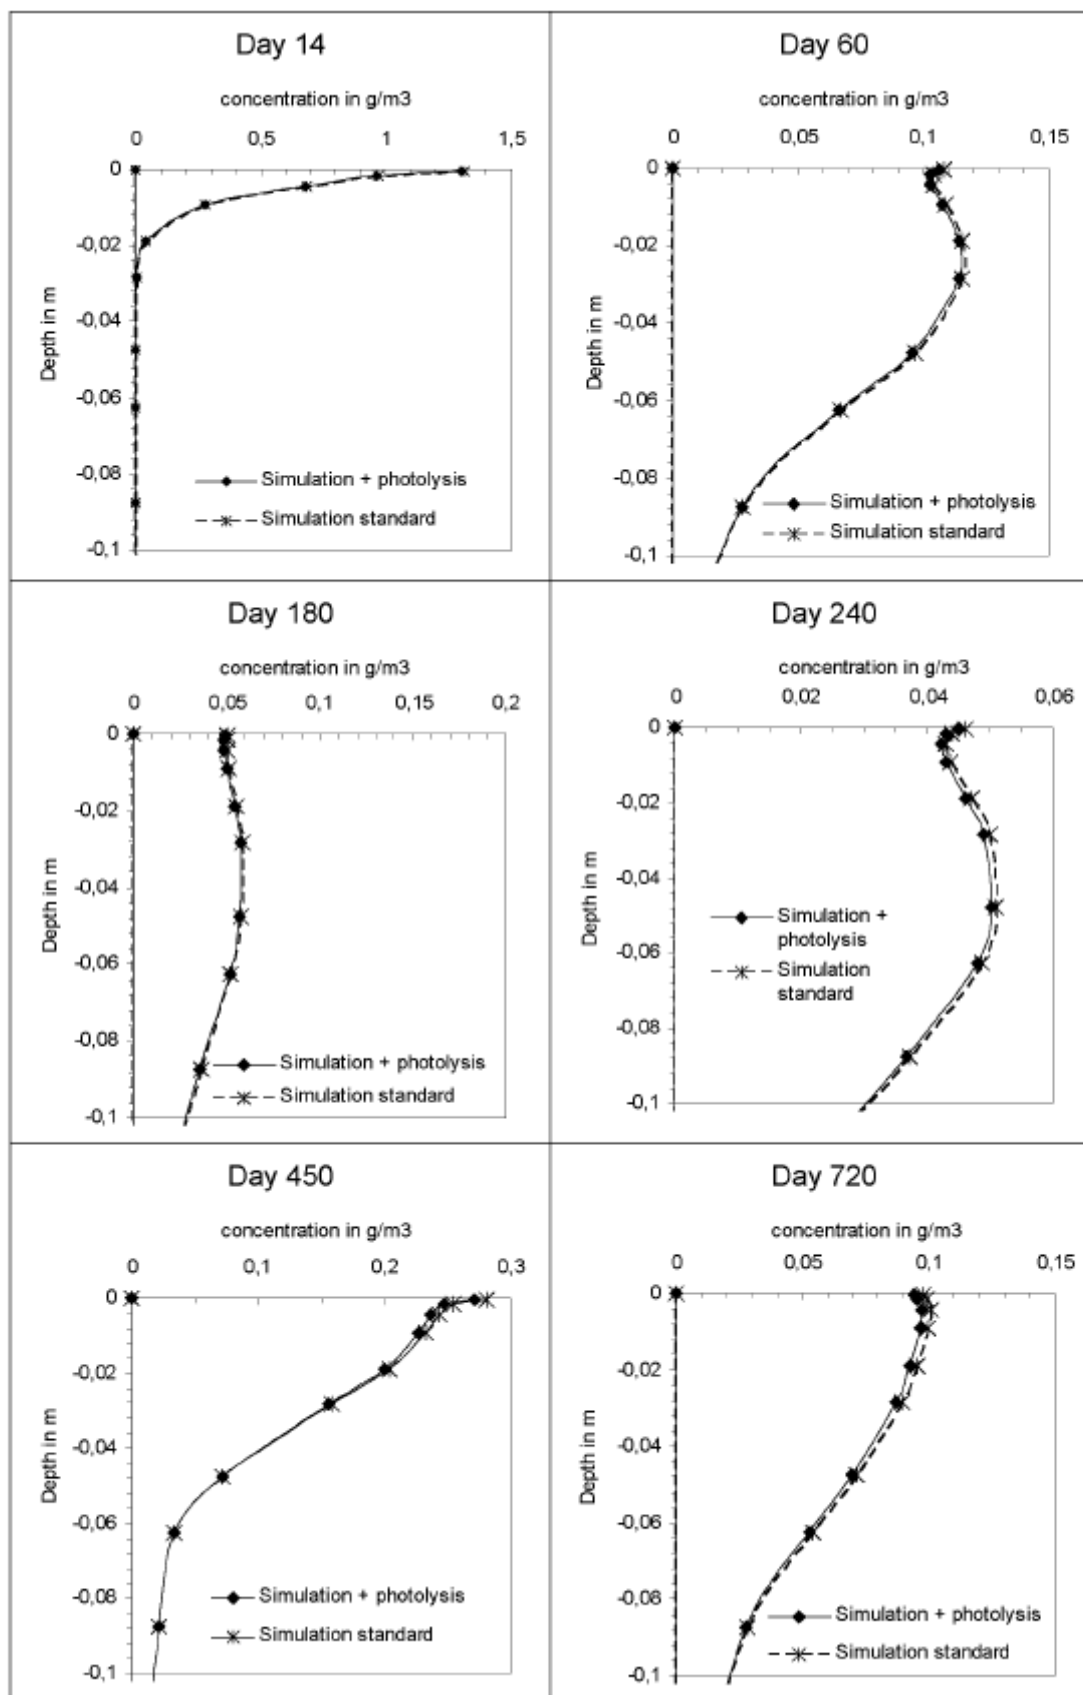 Day 14
concentration in g/m3
0 0,5 1 1,5
0
-0,02
-0,04
-0,06
-0,08
-0,1
Depth in m
Simulation + photolysis
Simulation standard
Day 60
concentration in g/m3
0 0,05 0,1 0,15
0
-0,02
-0,04
-0,06
-0,08
-0,1
Depth in m
Simulation + photolysis
Simulation standard
Day 180
concentration in g/m3
0 0,05 0,1 0,15 0,2
0
-0,02
-0,04
-0,06
-0,08
-0,1
Depth in m
Simulation + photolysis
Simulation standard
Day 240
concentration in g/m3
0 0,02 0,04 0,06
0
-0,02
-0,04
-0,06
-0,08
-0,1
Depth in m
Simulation +
photolysis
Simulation
standard
Day 450
concentration in g/m3
0 0,1 0,2 0,3
0
-0,02
-0,04
-0,06
-0,08
-0,1
Depth in m
Simulation + photolysis
Simulation standard
Day 720
concentration in g/m3
0 0,05 0,1 0,15
0
-0,02
-0,04
-0,06
-0,08
-0,1
Depth in m
Simulation + photolysis
Simulation standard